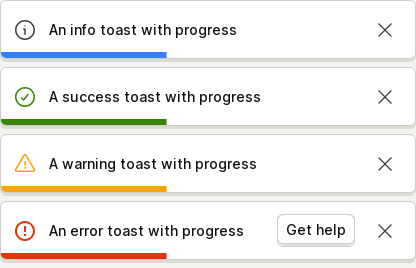 An info toast with progress
A success toast with progress
A warning toast with progress
An error toast with progress Get help